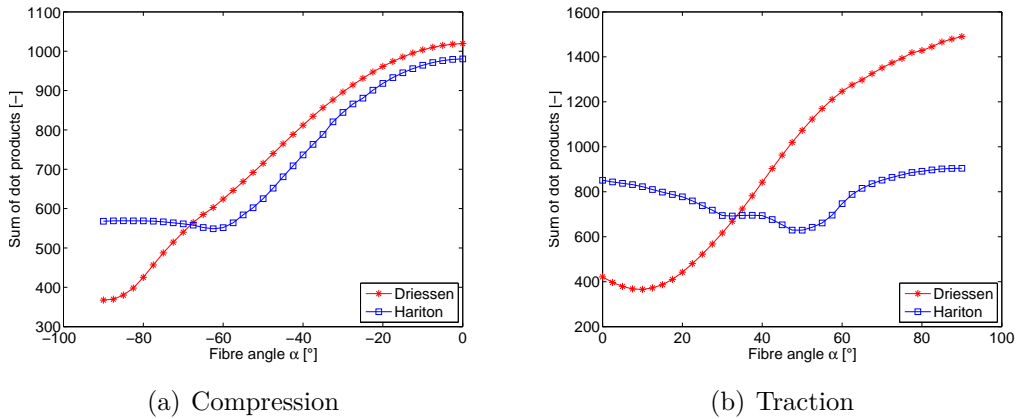 1100
1000
900
800
700
600
500
400
300
−100 −80 −60 −40 −20 0
Sum of dot products [−]
Fibre angle α [°]
Driessen
Hariton
(a) Compression
1600
1400
1200
1000
800
600
400
200
0 20 40 60 80 100
Sum of dot products [−]
Fibre angle α [°]
Driessen
Hariton
(b) Traction